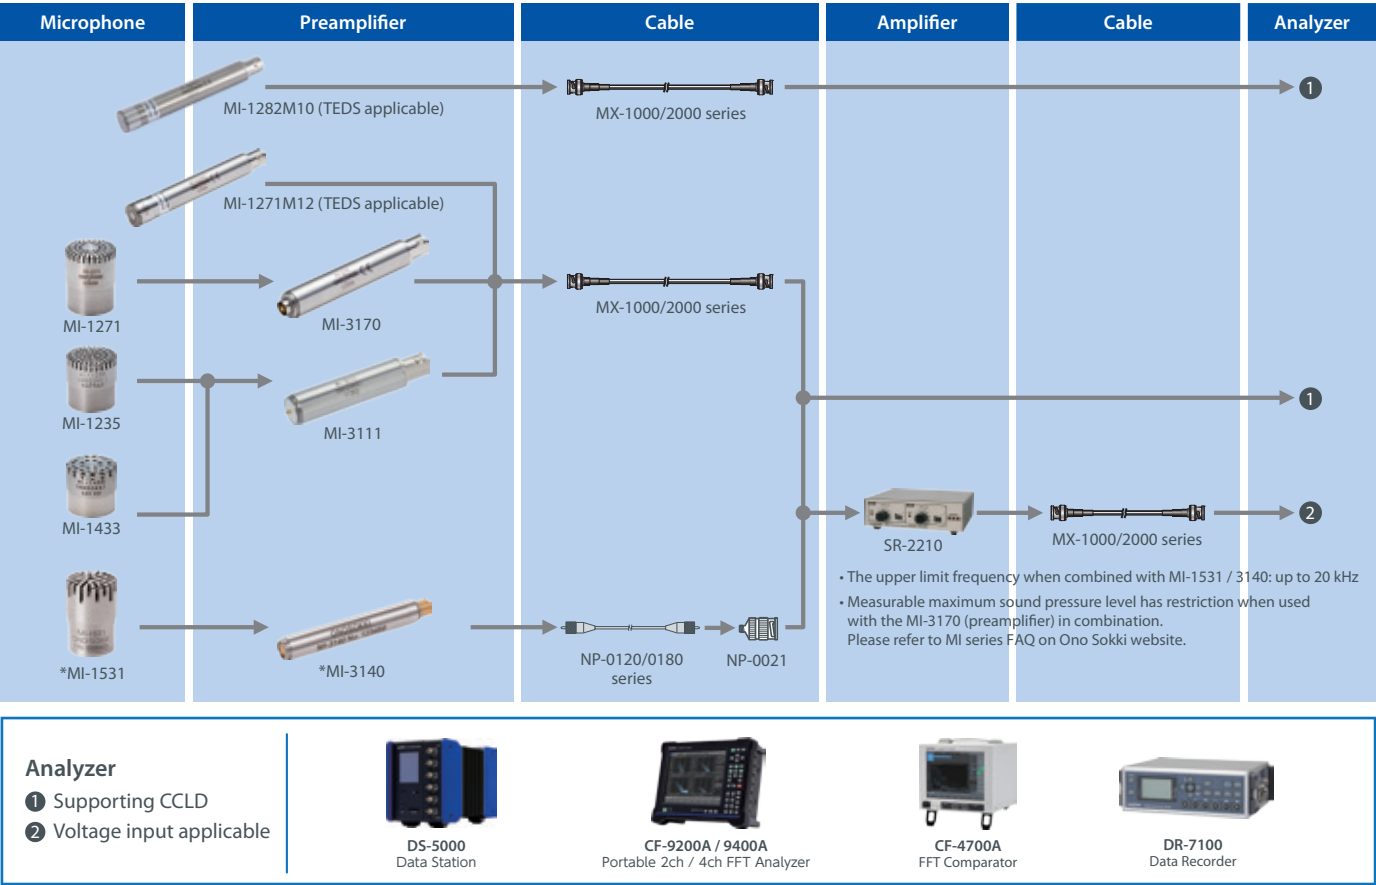 Microphone
Preamplifier
Cable
Amplifier
Cable
Analyzer
MI-1282M10 (TEDS applicable)
MX-1000/2000 series
1
MI-1271M12 (TEDS applicable)
MI-1271
MI-3170
MX-1000/2000 series
MI-1235
MI-3111
1
MI-1433
SR-2210
MX-1000/2000 series
2
• The upper limit frequency when combined with MI-1531 / 3140: up to 20 kHz
• Measurable maximum sound pressure level has restriction when used
with the MI-3170 (preamplifier) in combination.
Please refer to MI series FAQ on Ono Sokki website.
*MI-1531
*MI-3140
NP-0120/0180
series
NP-0021
Analyzer
1 Supporting CCLD
2 Voltage input applicable
DS-5000
Data Station
CF-9200A / 9400A
Portable 2ch / 4ch FFT Analyzer
CF-4700A
FFT Comparator
DR-7100
Data Recorder